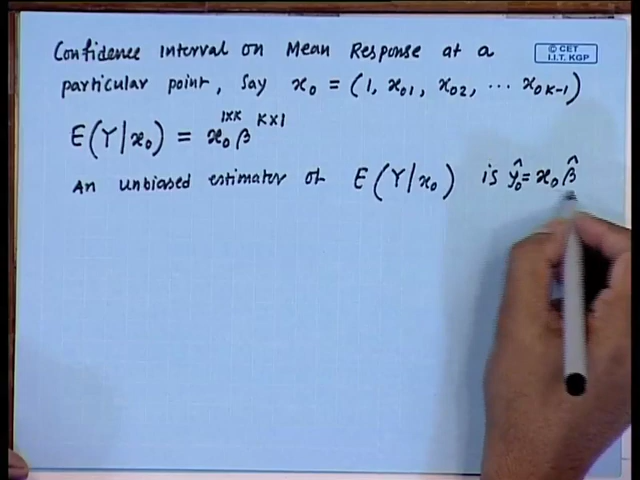 Confidence Interval on Mean Response at a
© CET
I.I.T. KGP
particular point, Say x₀ = (1, x₀₁, x₀₂, ... x₀ₖ₋₁)
E(Y|x₀) = x₀^{1×K} β^{K×1}
An unbiased estimator of E(Y|x₀) is ŷ₀ = x₀β̂